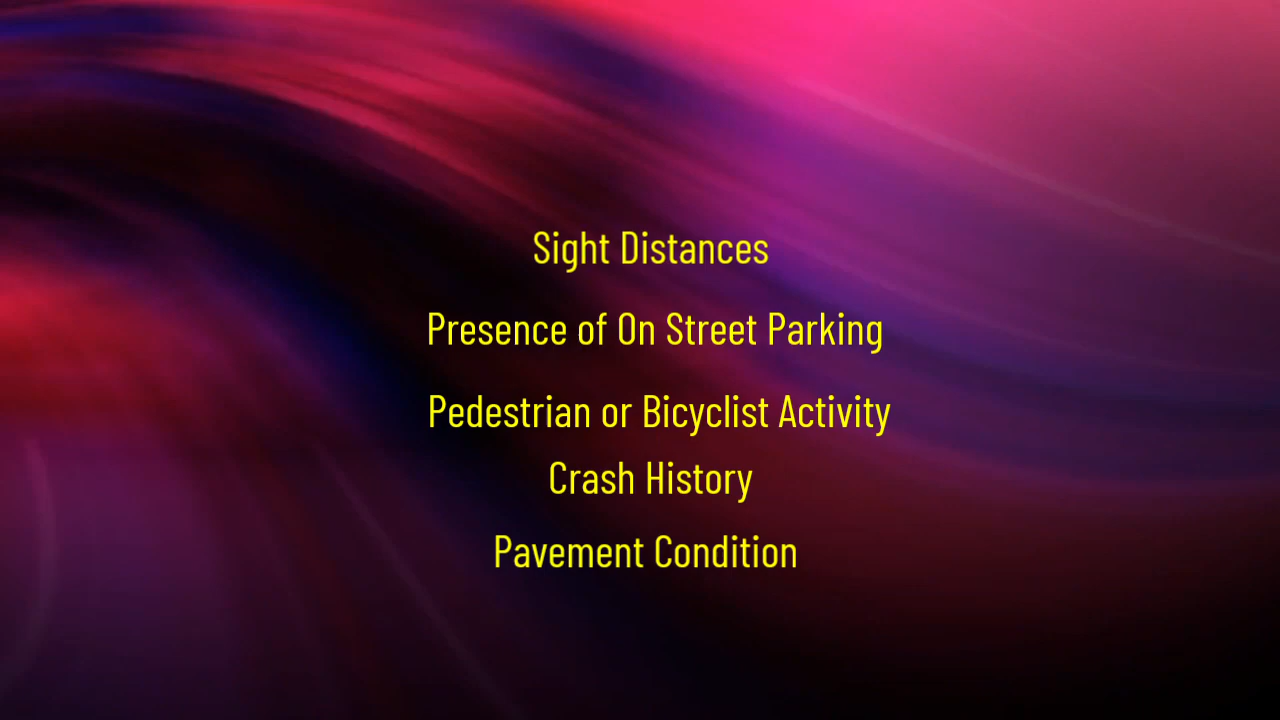 Sight Distances
Presence of On Street Parking
Pedestrian or Bicyclist Activity
Crash History
Pavement Condition